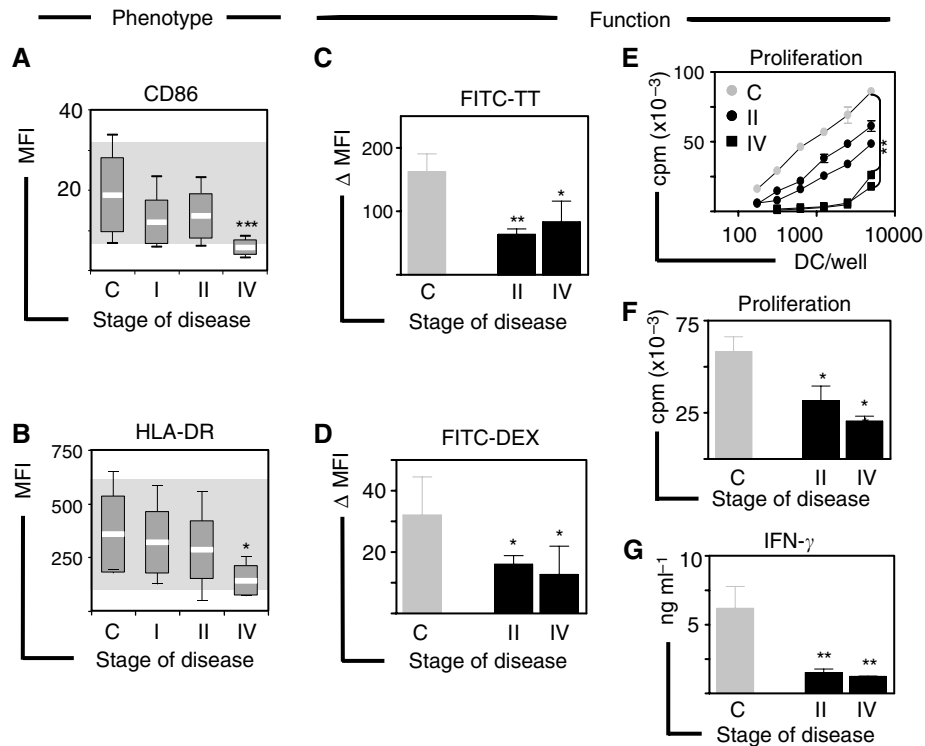 Phenotype
Function
A
CD86
MFI
40
20
***
C I II IV
Stage of disease
B
HLA-DR
MFI
750
500
250
*
C I II IV
Stage of disease
C
FITC-TT
Δ MFI
200
100
** *
C II IV
Stage of disease
D
FITC-DEX
Δ MFI
40
20
* *
C II IV
Stage of disease
E
Proliferation
cpm (x10⁻³)
100
50
C
II
IV
**
100 1000 10000
DC/well
F
Proliferation
cpm (x10⁻³)
75
25
* *
C II IV
Stage of disease
G
IFN-γ
ng ml⁻¹
10
5
** **
C II IV
Stage of disease